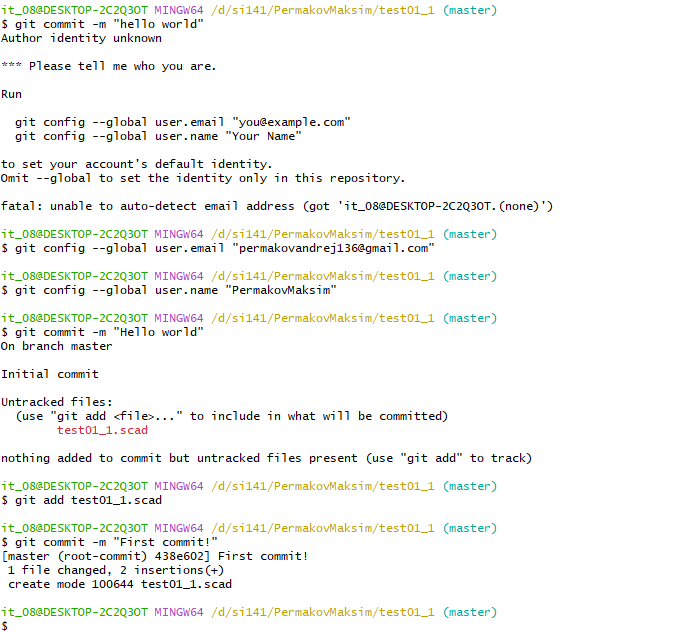 it_08@DESKTOP-2C2Q3OT MINGW64 /d/si141/PermakovMaksim/test01_1 (master)
$ git commit -m "hello world"
Author identity unknown

*** Please tell me who you are.

Run

  git config --global user.email "you@example.com"
  git config --global user.name "Your Name"

to set your account's default identity.
Omit --global to set the identity only in this repository.

fatal: unable to auto-detect email address (got 'it_08@DESKTOP-2C2Q3OT.(none)')

it_08@DESKTOP-2C2Q3OT MINGW64 /d/si141/PermakovMaksim/test01_1 (master)
$ git config --global user.email "permakovandrej136@gmail.com"

it_08@DESKTOP-2C2Q3OT MINGW64 /d/si141/PermakovMaksim/test01_1 (master)
$ git config --global user.name "PermakovMaksim"

it_08@DESKTOP-2C2Q3OT MINGW64 /d/si141/PermakovMaksim/test01_1 (master)
$ git commit -m "Hello world"
On branch master

Initial commit

Untracked files:
  (use "git add <file>..." to include in what will be committed)
        test01_1.scad

nothing added to commit but untracked files present (use "git add" to track)

it_08@DESKTOP-2C2Q3OT MINGW64 /d/si141/PermakovMaksim/test01_1 (master)
$ git add test01_1.scad

it_08@DESKTOP-2C2Q3OT MINGW64 /d/si141/PermakovMaksim/test01_1 (master)
$ git commit -m "First commit!"
[master (root-commit) 438e602] First commit!
 1 file changed, 2 insertions(+)
 create mode 100644 test01_1.scad

it_08@DESKTOP-2C2Q3OT MINGW64 /d/si141/PermakovMaksim/test01_1 (master)
$